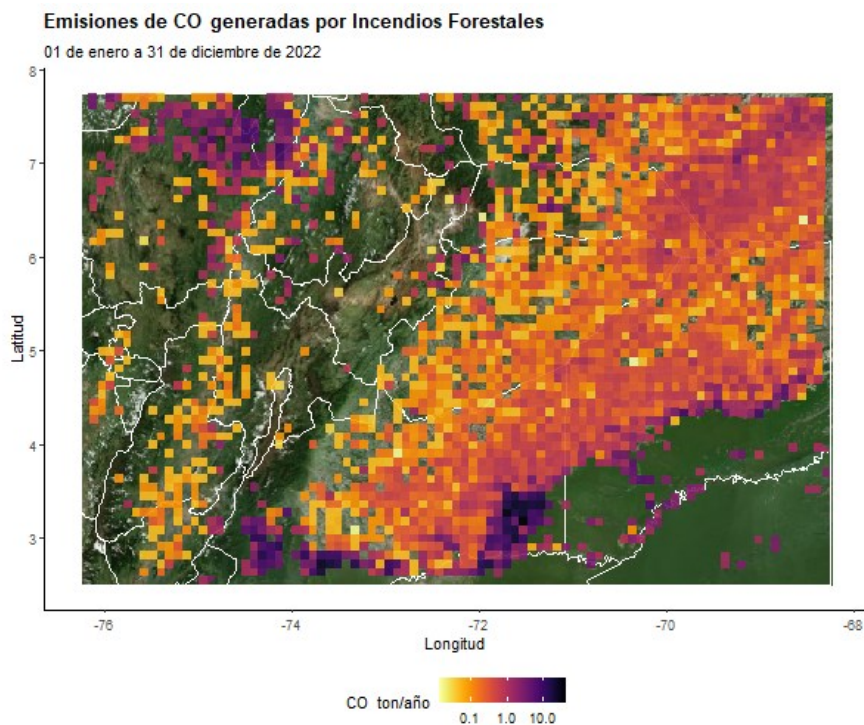 Emisiones de CO generadas por Incendios Forestales
01 de enero a 31 de diciembre de 2022
8
7
6
5
4
3
Latitud
-76
-74
-72
-70
-68
Longitud
CO ton/año
0.1
1.0
10.0